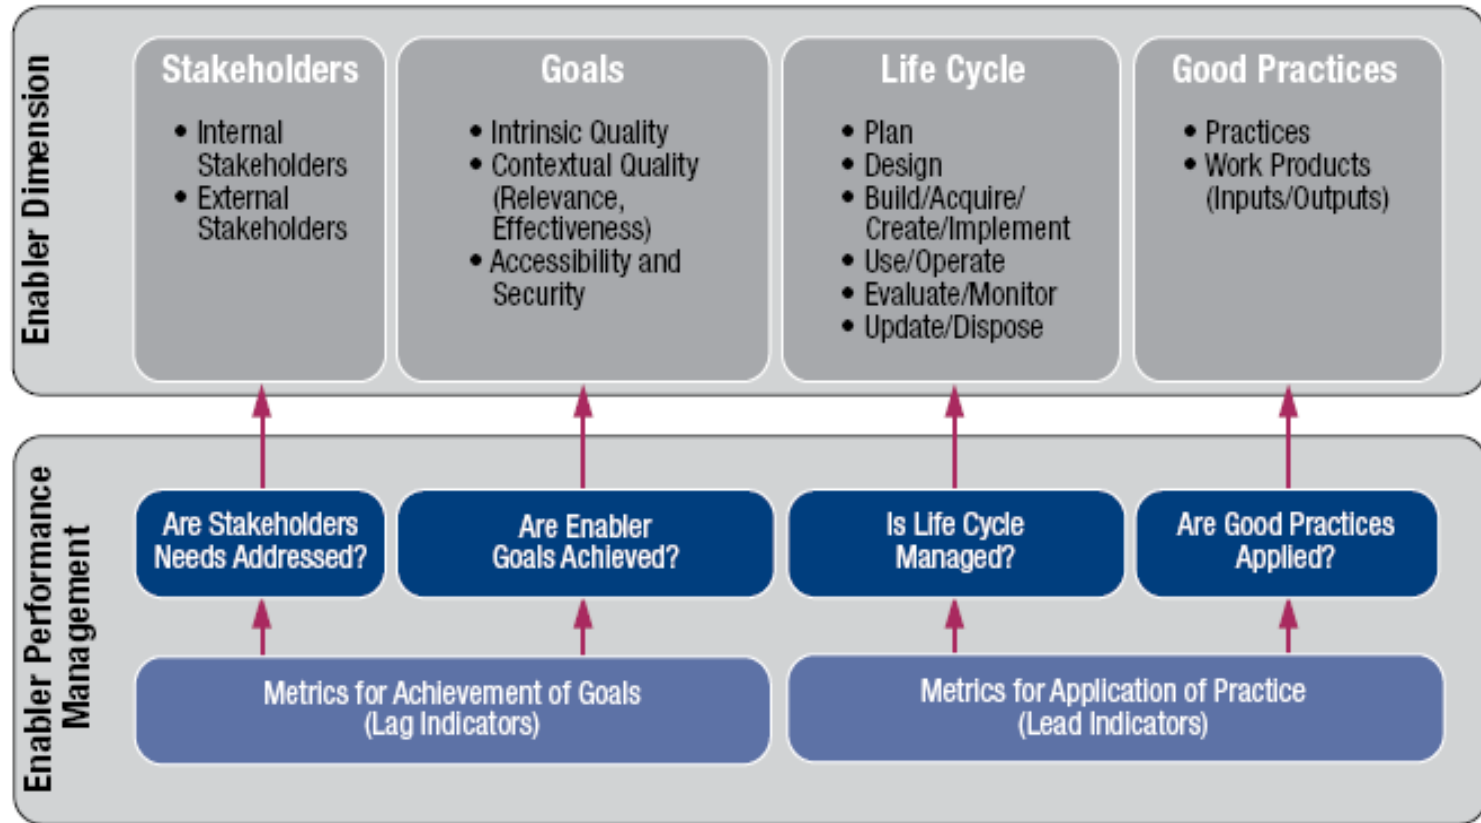 Enabler Dimension
Stakeholders
• Internal
Stakeholders
• External
Stakeholders
Goals
• Intrinsic Quality
• Contextual Quality
(Relevance,
Effectiveness)
• Accessibility and
Security
Life Cycle
• Plan
• Design
• Build/Acquire/
Create/Implement
• Use/Operate
• Evaluate/Monitor
• Update/Dispose
Good Practices
• Practices
• Work Products
(Inputs/Outputs)
Enabler Performance
Management
Are Stakeholders
Needs Addressed?
Are Enabler
Goals Achieved?
Is Life Cycle
Managed?
Are Good Practices
Applied?
Metrics for Achievement of Goals
(Lag Indicators)
Metrics for Application of Practice
(Lead Indicators)